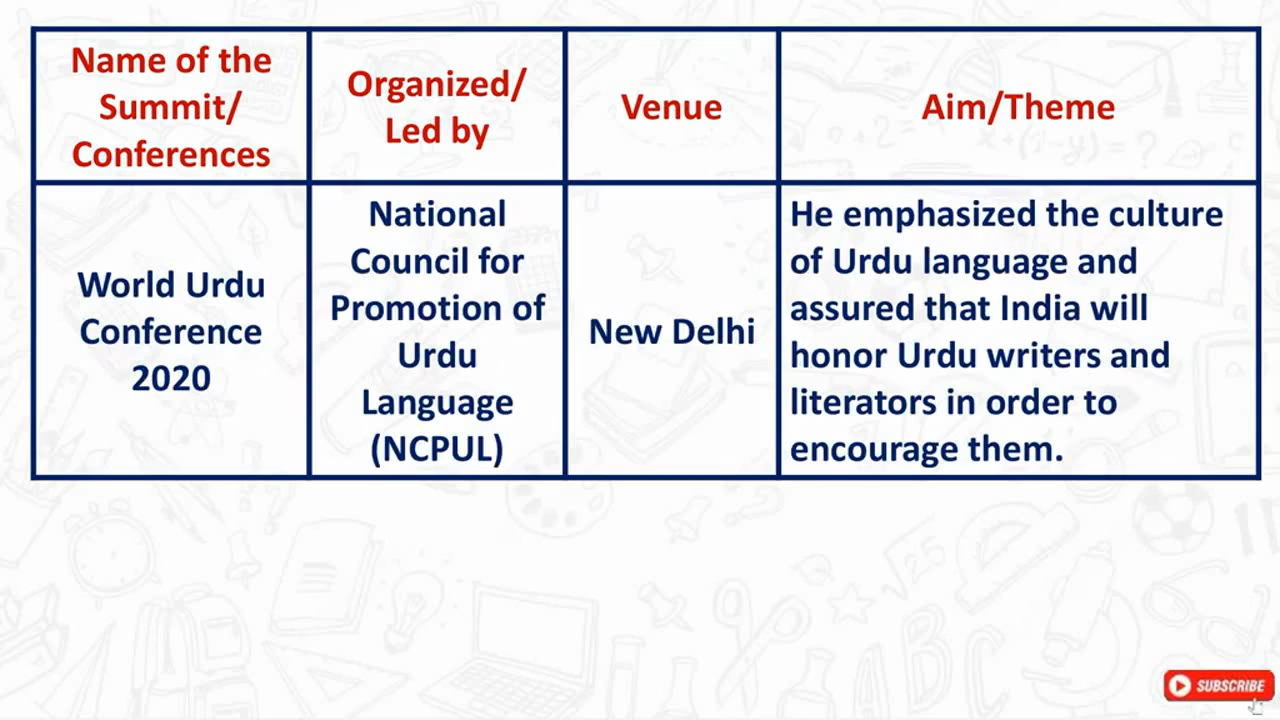 Name of the
Summit/
Conferences
Organized/
Led by
Venue
Aim/Theme
World Urdu
Conference
2020
National
Council for
Promotion of
Urdu
Language
(NCPUL)
New Delhi
He emphasized the culture
of Urdu language and
assured that India will
honor Urdu writers and
literators in order to
encourage them.
SUBSCRIBE